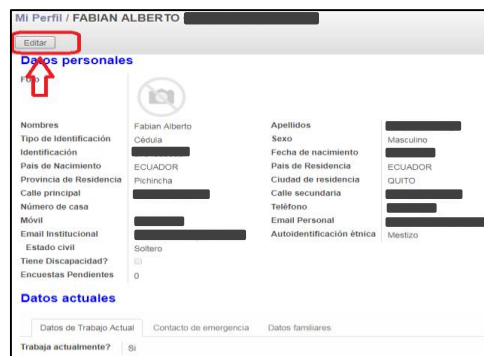 Mi Perfil / FABIAN ALBERTO
Editar
Datos personales
Foto
Nombres Fabian Alberto Apellidos
Tipo de Identificación Cédula Sexo Masculino
Identificación Fecha de nacimiento
País de Nacimiento ECUADOR País de Residencia ECUADOR
Provincia de Residencia Pichincha Ciudad de residencia QUITO
Calle principal Calle secundaria
Número de casa Teléfono
Móvil Email Personal
Email Institucional Autoidentificación étnica Mestizo
Estado civil Soltero
Tiene Discapacidad?
Encuestas Pendientes 0
Datos actuales
Datos de Trabajo Actual Contacto de emergencia Datos familiares
Trabaja actualmente? Si